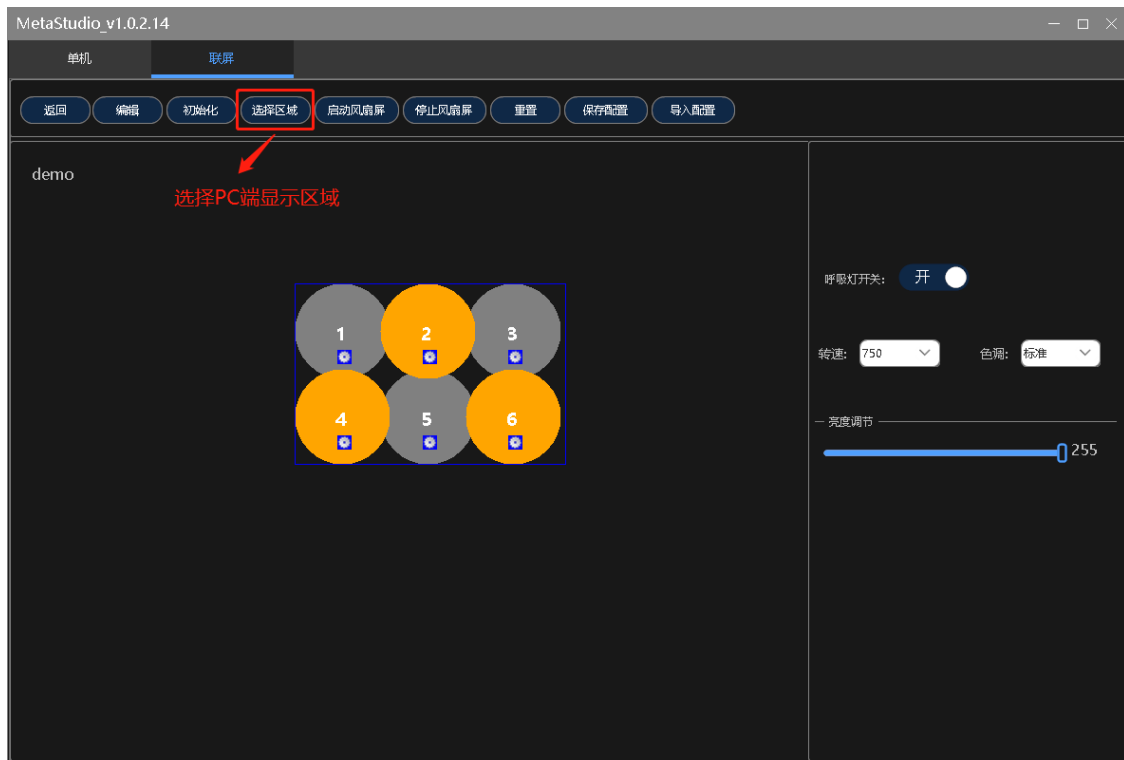 MetaStudio_v1.0.2.14
单机 联屏
返回 编辑 初始化 选择区域 启动风扇屏 停止风扇屏 重置 保存配置 导入配置
demo
选择PC端显示区域
呼吸灯开关: 开
1 2 3
转速: 750 色调: 标准
4 5 6
亮度调节
255